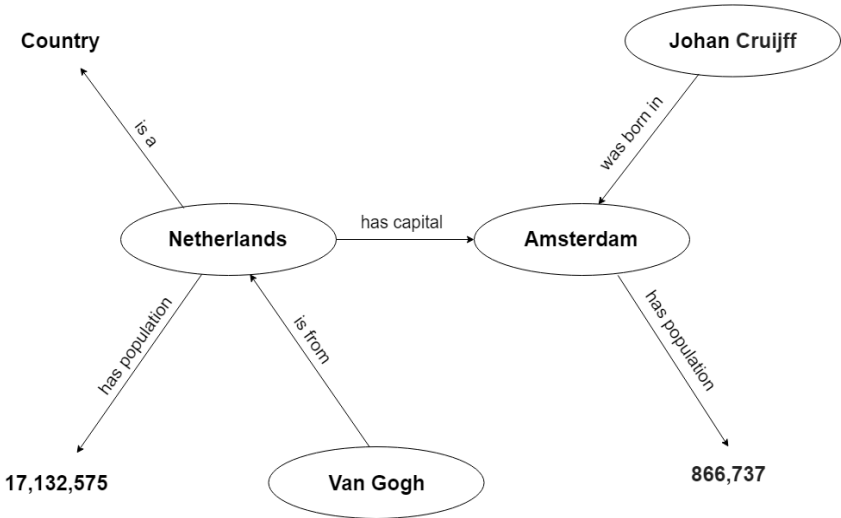 Country
Johan Cruijff
is a
was born in
Netherlands
has capital
Amsterdam
has population
is from
has population
17,132,575
Van Gogh
866,737